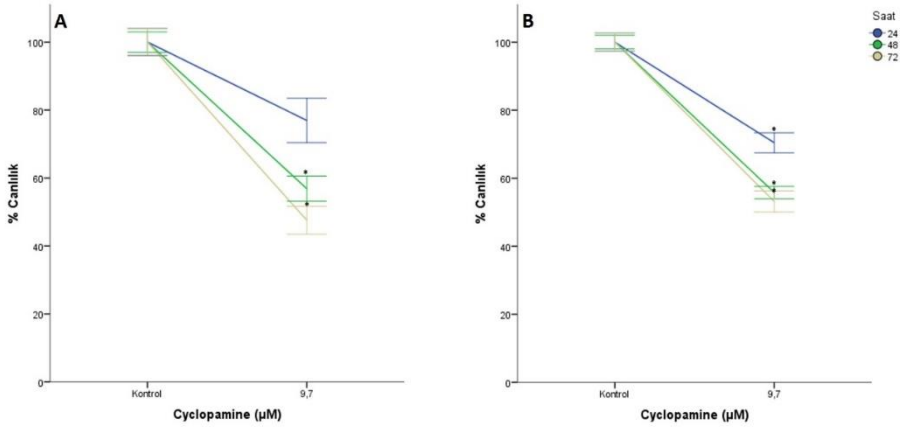 A
100
80
60
40
20
0
% Canlılık
*
*
Kontrol
9,7
Cyclopamine (µM)
B
100
80
60
40
20
0
% Canlılık
*
*
*
Kontrol
9,7
Cyclopamine (µM)
Saat
24
48
72